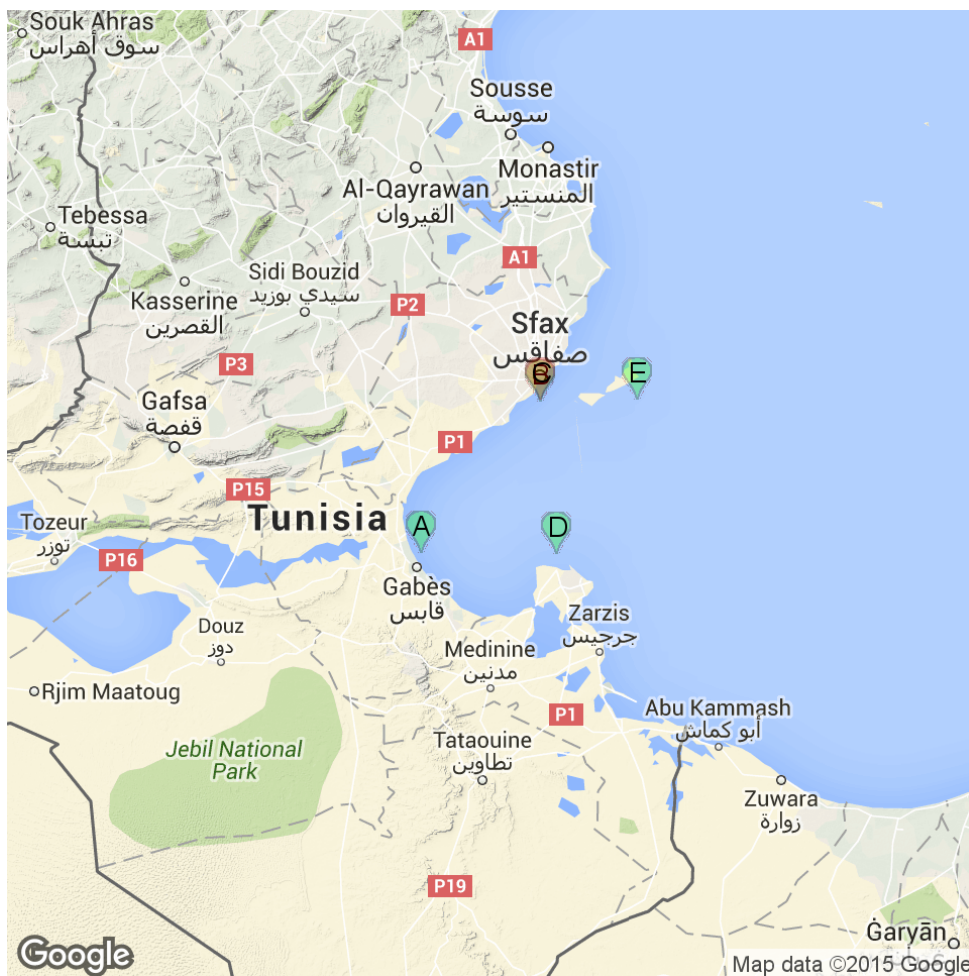 Souk Ahras
سوق أهراس
A1
Sousse
سوسة
Monastir
المنستير
Al-Qayrawan
القيروان
Tebessa
تبسة
A1
Sidi Bouzid
سيدي بوزيد
Kasserine
القصرين
P2
Sfax
صفاقس
P3
C
E
Gafsa
قفصة
P1
P15
Tunisia
Tozeur
توزر
A
D
P16
Gabès
قابس
Zarzis
جرجيس
Douz
دوز
Medinine
مدنين
Rjim Maatoug
Abu Kammash
أبو كماش
P1
Jebil National
Park
Tataouine
تطاوين
Zuwara
زوارة
P19
Ġaryān
Google
Map data ©2015 Google